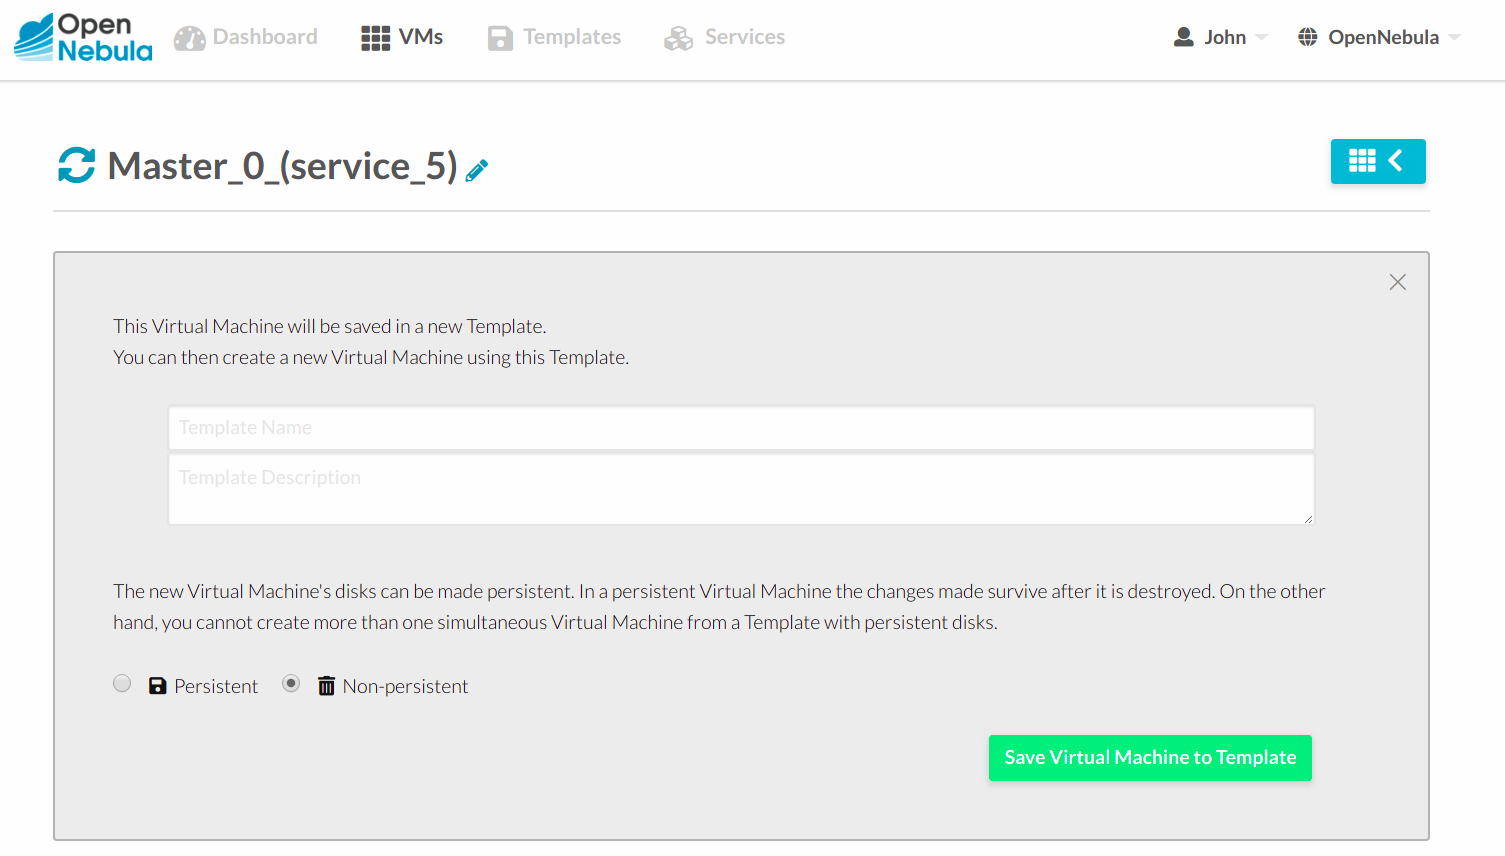 Open
Nebula
Dashboard
VMs
Templates
Services
John
OpenNebula
Master_0_(service_5)
This Virtual Machine will be saved in a new Template.
You can then create a new Virtual Machine using this Template.
Template Name
Template Description
The new Virtual Machine's disks can be made persistent. In a persistent Virtual Machine the changes made survive after it is destroyed. On the other
hand, you cannot create more than one simultaneous Virtual Machine from a Template with persistent disks.
Persistent
Non-persistent
Save Virtual Machine to Template